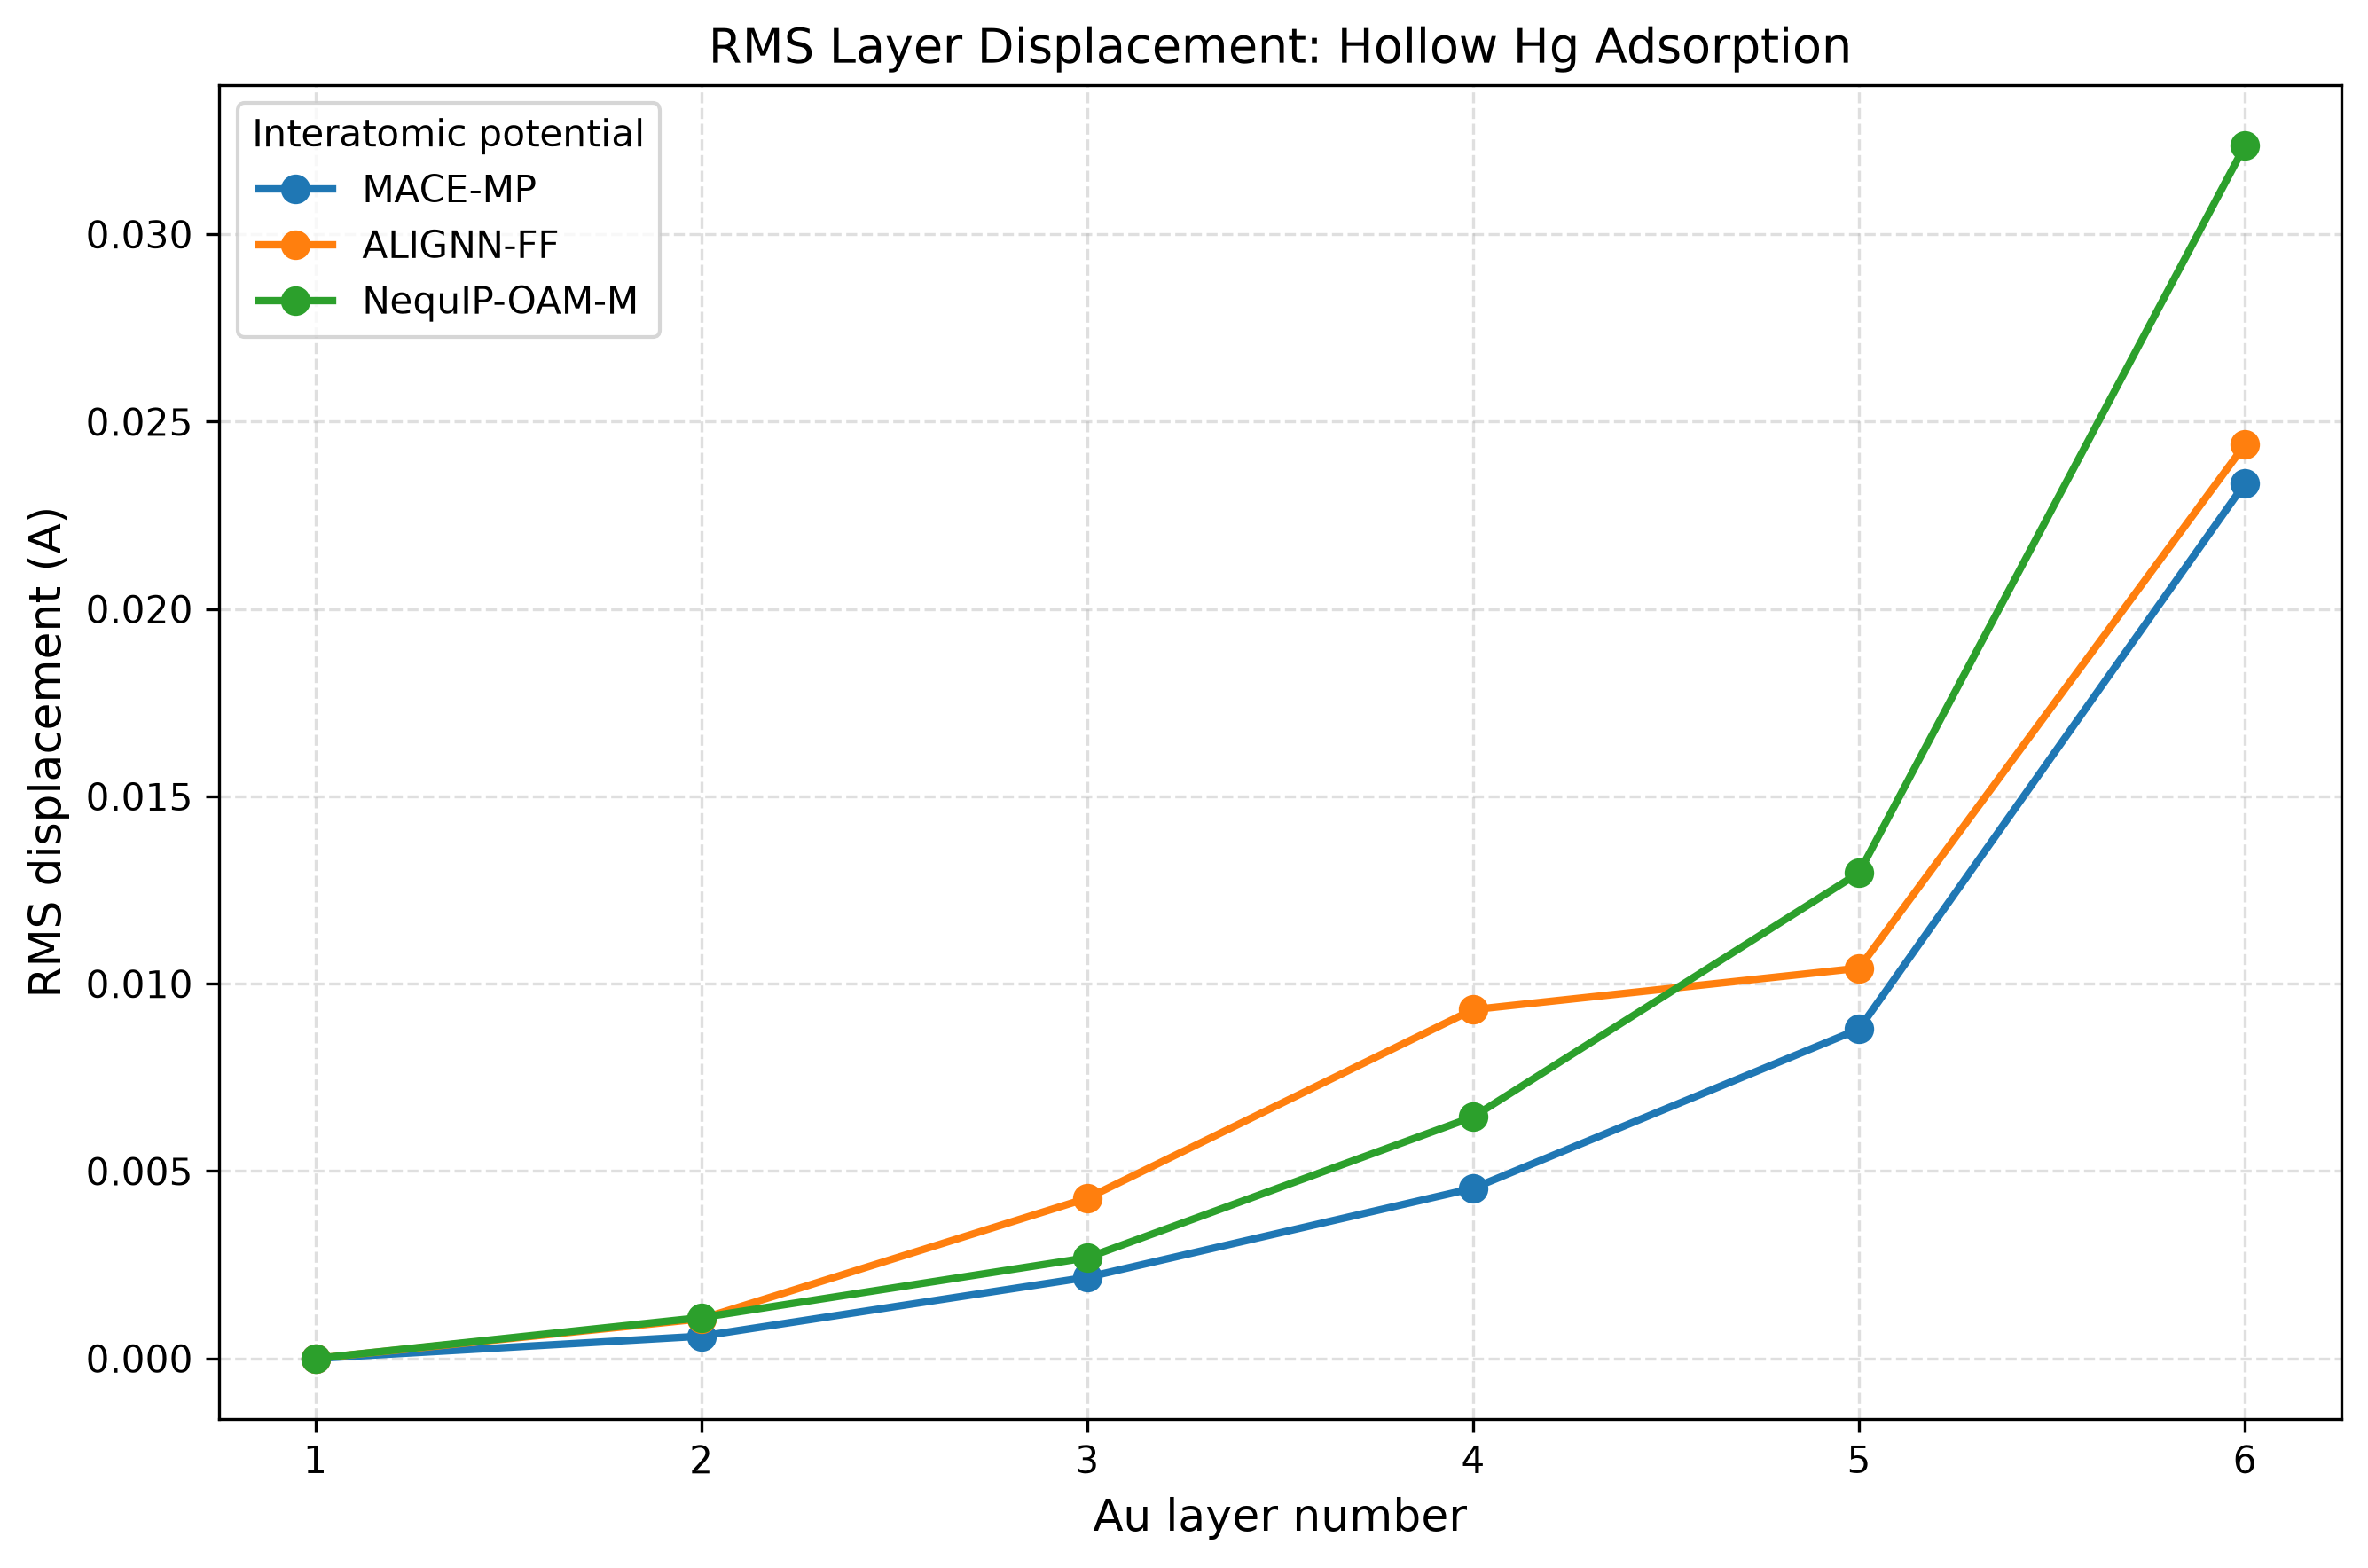 RMS Layer Displacement: Hollow Hg Adsorption
Interatomic potential
MACE-MP
ALIGNN-FF
NequIP-OAM-M
RMS displacement (A)
0.030
0.025
0.020
0.015
0.010
0.005
0.000
1 2 3 4 5 6
Au layer number